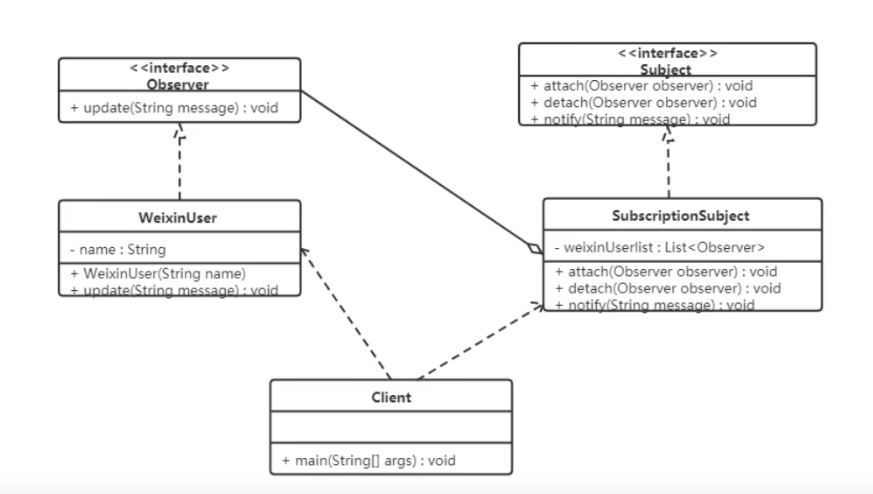 <<interface>>
Observer
+ update(String message) : void
<<interface>>
Subject
+ attach(Observer observer) : void
+ detach(Observer observer) : void
+ notify(String message) : void
WeixinUser
- name : String
+ WeixinUser(String name)
+ update(String message) : void
SubscriptionSubject
- weixinUserlist : List<Observer>
+ attach(Observer observer) : void
+ detach(Observer observer) : void
+ notify(String message) : void
Client
+ main(String[] args) : void